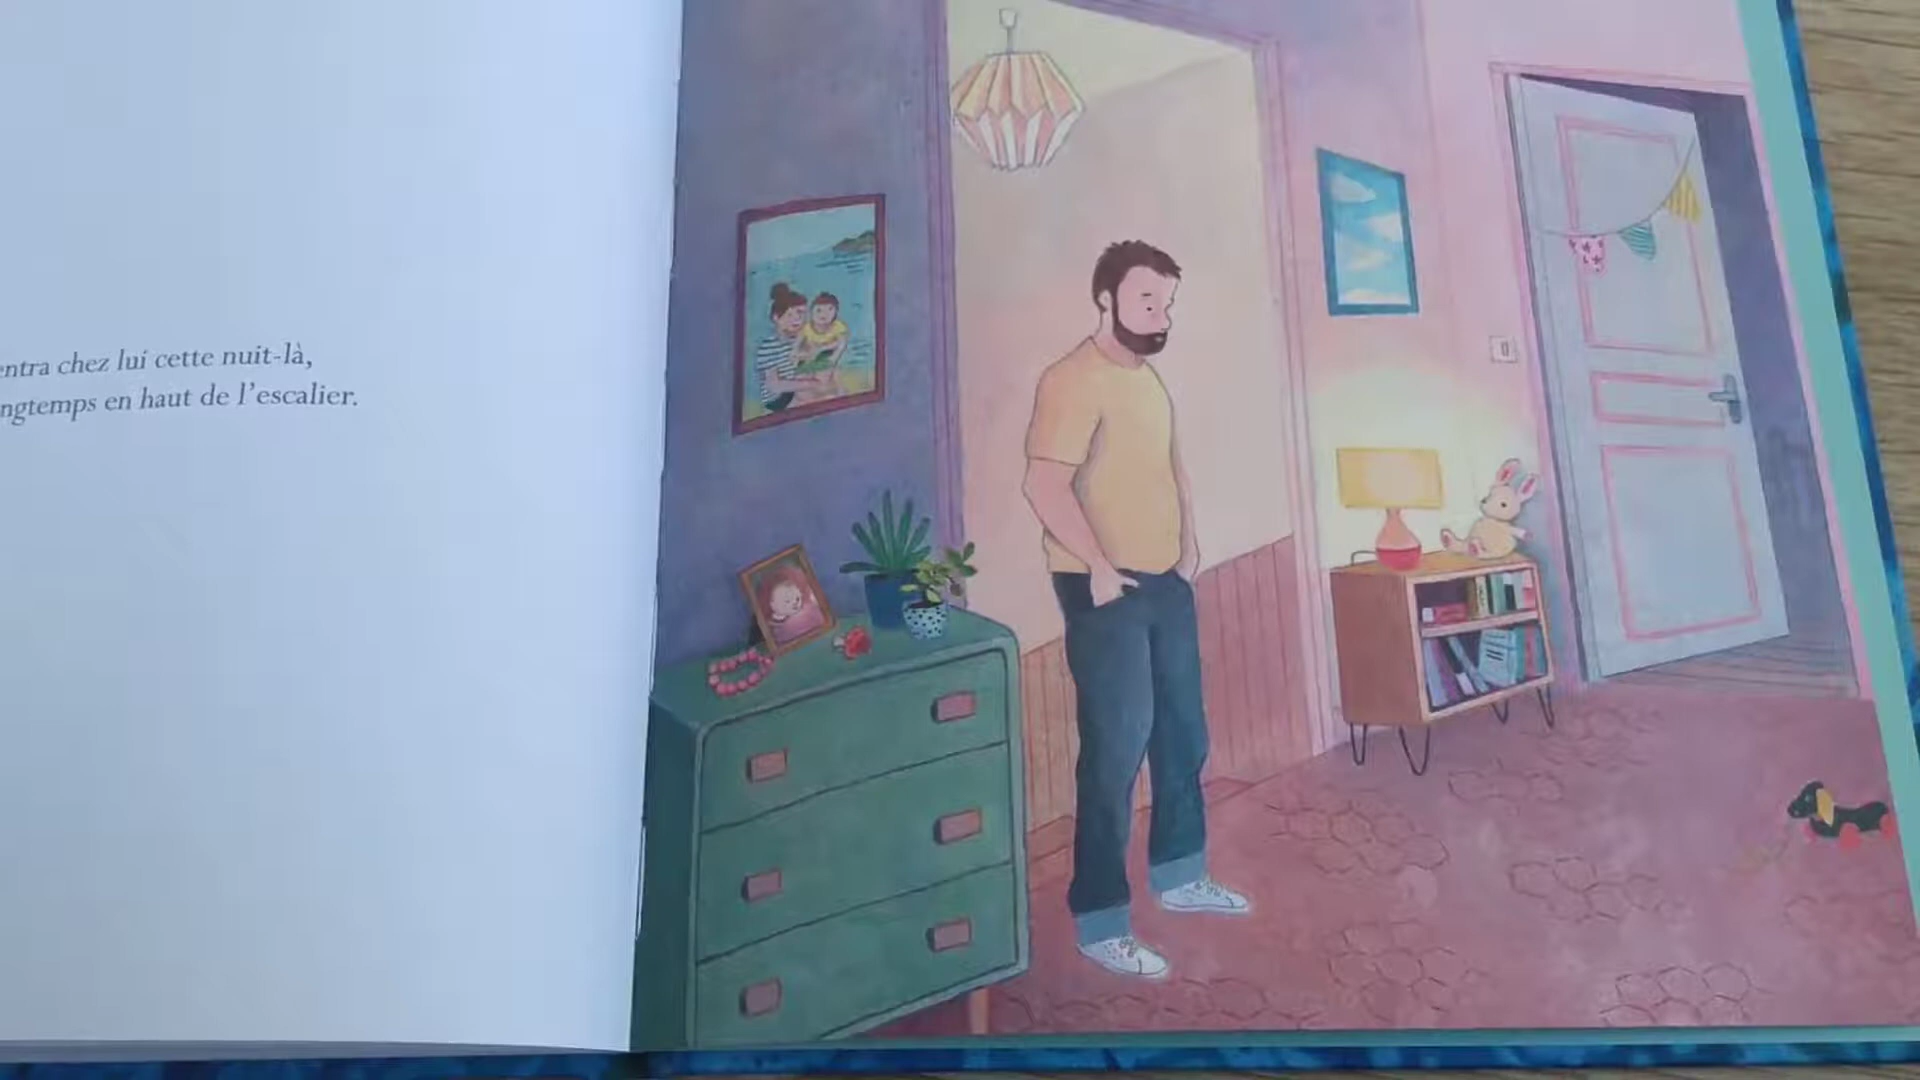 entra chez lui cette nuit-là,
ngtemps en haut de l'escalier.